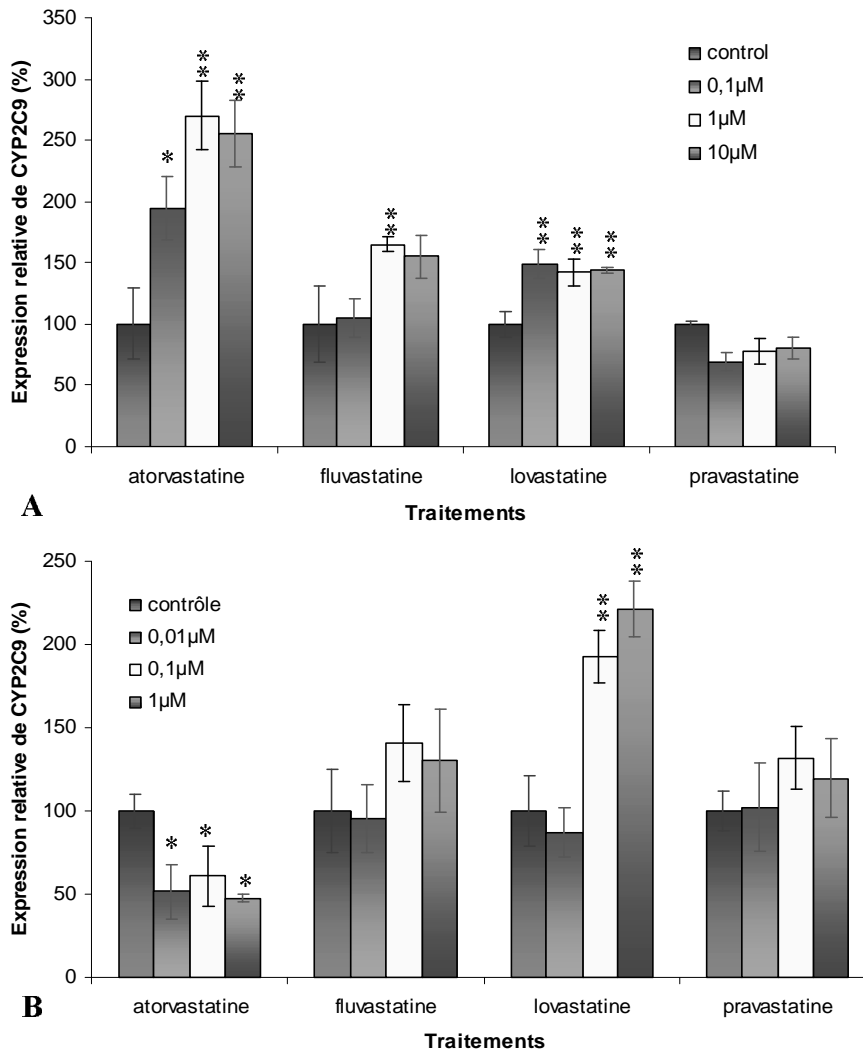 350
300
250
200
150
100
50
0
Expression relative de CYP2C9 (%)
control
0,1µM
1µM
10µM
*
**
**
**
**
**
**
atorvastatine
fluvastatine
lovastatine
pravastatine
Traitements
A
250
200
150
100
50
0
Expression relative de CYP2C9 (%)
contrôle
0,01µM
0,1µM
1µM
*
*
*
**
**
atorvastatine
fluvastatine
lovastatine
pravastatine
Traitements
B